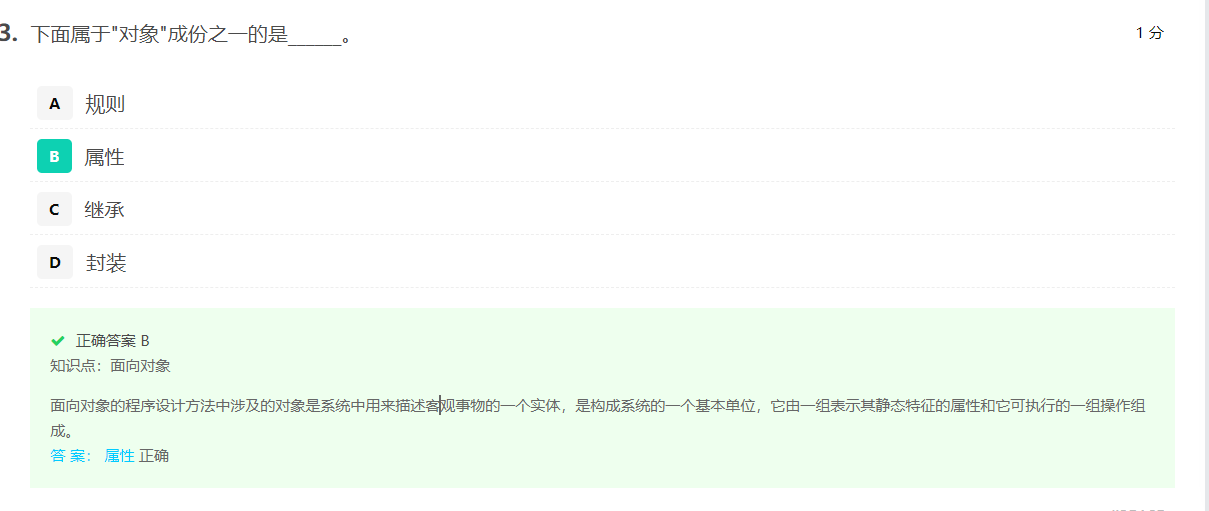 3. 下面属于"对象"成份之一的是______。 1 分
A 规则
B 属性
C 继承
D 封装
正确答案 B
知识点：面向对象
面向对象的程序设计方法中涉及的对象是系统中用来描述客观事物的一个实体，是构成系统的一个基本单位，它由一组表示其静态特征的属性和它可执行的一组操作组
成。
答 案： 属性 正确